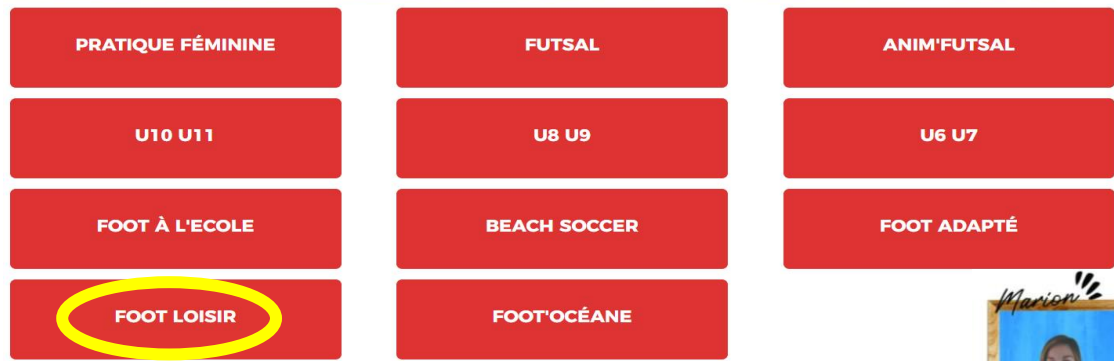 PRATIQUE FÉMININE
FUTSAL
ANIM'FUTSAL
U10 U11
U8 U9
U6 U7
FOOT À L'ECOLE
BEACH SOCCER
FOOT ADAPTÉ
FOOT LOISIR
FOOT'OCÉANE
Marion